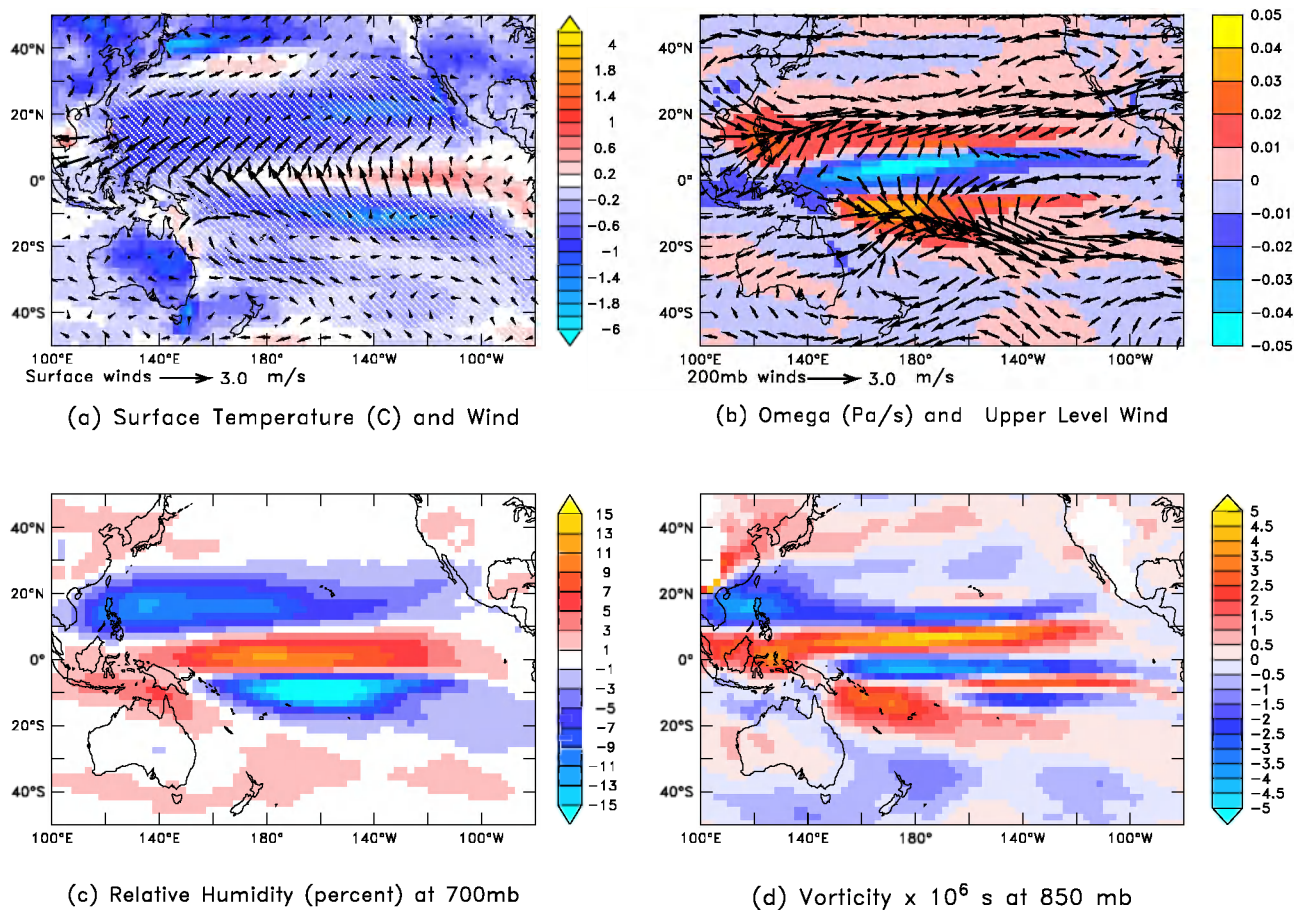 40°N
20°N
0°
20°S
40°S
100°E
140°E
180°
140°W
100°W
4
1.8
1.4
1
0.6
0.2
−0.2
−0.6
−1
−1.4
−1.8
−6
Surface winds 3.0 m/s
(a) Surface Temperature (C) and Wind
40°N
20°N
0°
20°S
40°S
100°E
140°E
180°
140°W
100°W
0.05
0.04
0.03
0.02
0.01
0
−0.01
−0.02
−0.03
−0.04
−0.05
200mb winds 3.0 m/s
(b) Omega (Pa/s) and Upper Level Wind
40°N
20°N
0°
20°S
40°S
100°E
140°E
180°
140°W
100°W
15
13
11
9
7
5
3
1
−1
−3
−5
−7
−9
−11
−13
−15
(c) Relative Humidity (percent) at 700mb
40°N
20°N
0°
20°S
40°S
100°E
140°E
180°
140°W
100°W
5
4.5
4
3.5
3
2.5
2
1.5
1
0.5
0
−0.5
−1
−1.5
−2
−2.5
−3
−3.5
−4
−4.5
−5
(d) Vorticity x 10⁶ s at 850 mb